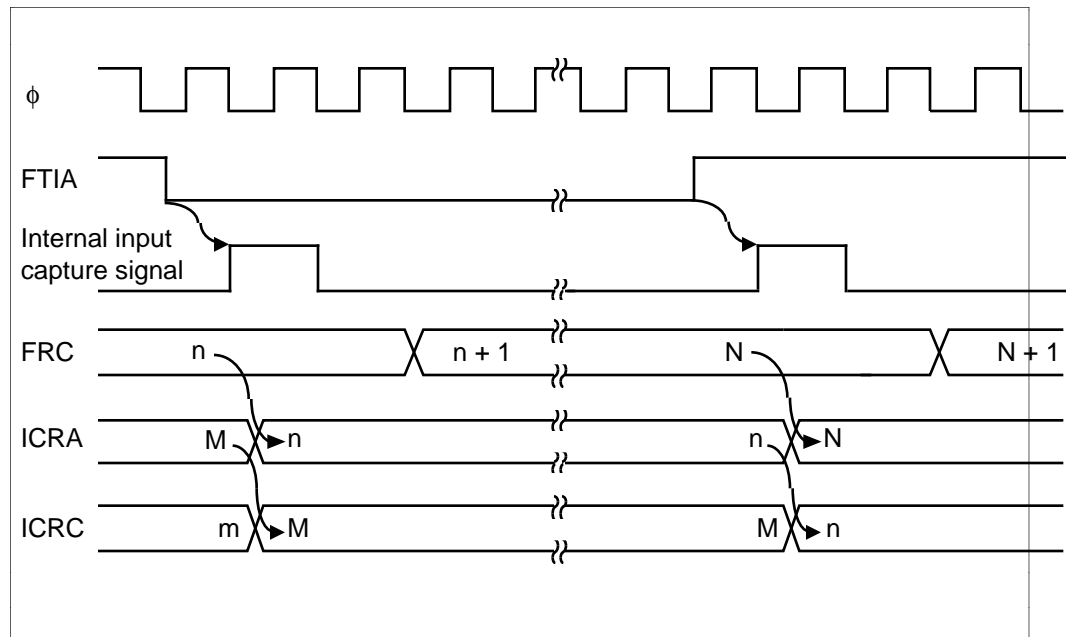 ϕ
FTIA
Internal input
capture signal
FRC n n + 1 N N + 1
ICRA M n n N
ICRC m M M n